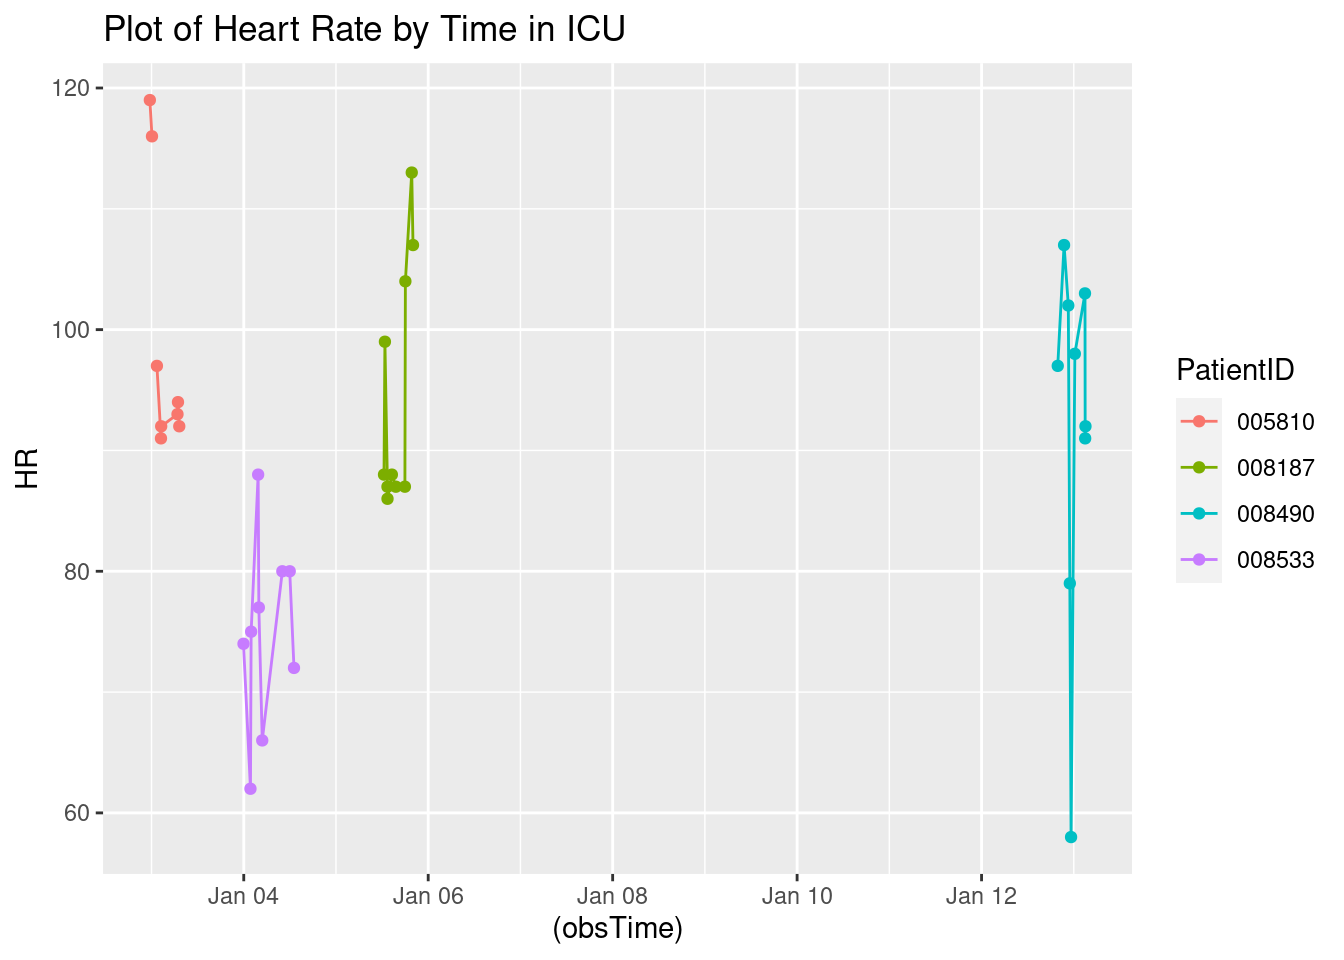 Plot of Heart Rate by Time in ICU
120
100
80
60
HR
Jan 04
Jan 06
Jan 08
Jan 10
Jan 12
(obsTime)
PatientID
005810
008187
008490
008533